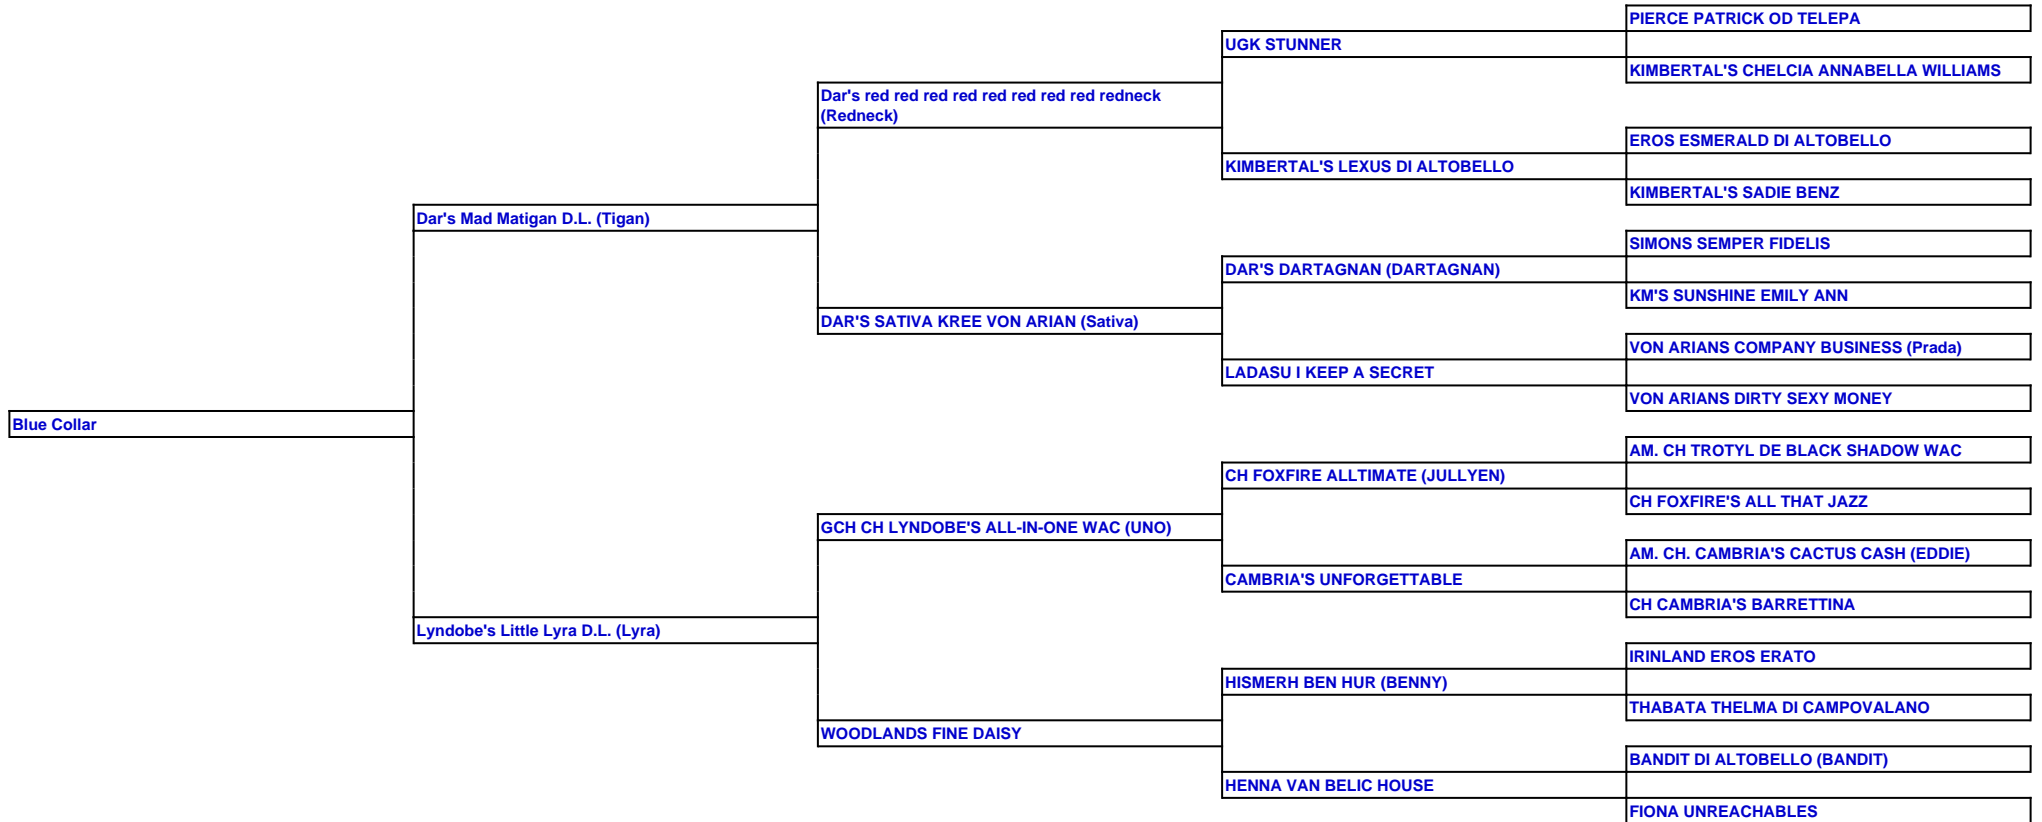 PIERCE PATRICK OD TELEPA
UGK STUNNER
KIMBERTAL'S CHELCIA ANNABELLA WILLIAMS
Dar's red red red red red red red red redneck
(Redneck)
EROS ESMERALD DI ALTOBELLO
KIMBERTAL'S LEXUS DI ALTOBELLO
KIMBERTAL'S SADIE BENZ
Dar's Mad Matigan D.L. (Tigan)
SIMONS SEMPER FIDELIS
DAR'S DARTAGNAN (DARTAGNAN)
KM'S SUNSHINE EMILY ANN
DAR'S SATIVA KREE VON ARIAN (Sativa)
VON ARIANS COMPANY BUSINESS (Prada)
LADASU I KEEP A SECRET
VON ARIANS DIRTY SEXY MONEY
Blue Collar
AM. CH TROTYL DE BLACK SHADOW WAC
CH FOXFIRE ALLTIMATE (JULLYEN)
CH FOXFIRE'S ALL THAT JAZZ
GCH CH LYNDOBE'S ALL-IN-ONE WAC (UNO)
AM. CH. CAMBRIA'S CACTUS CASH (EDDIE)
CAMBRIA'S UNFORGETTABLE
CH CAMBRIA'S BARRETTINA
Lyndobe's Little Lyra D.L. (Lyra)
IRINLAND EROS ERATO
HISMERH BEN HUR (BENNY)
THABATA THELMA DI CAMPOVALANO
WOODLANDS FINE DAISY
BANDIT DI ALTOBELLO (BANDIT)
HENNA VAN BELIC HOUSE
FIONA UNREACHABLES